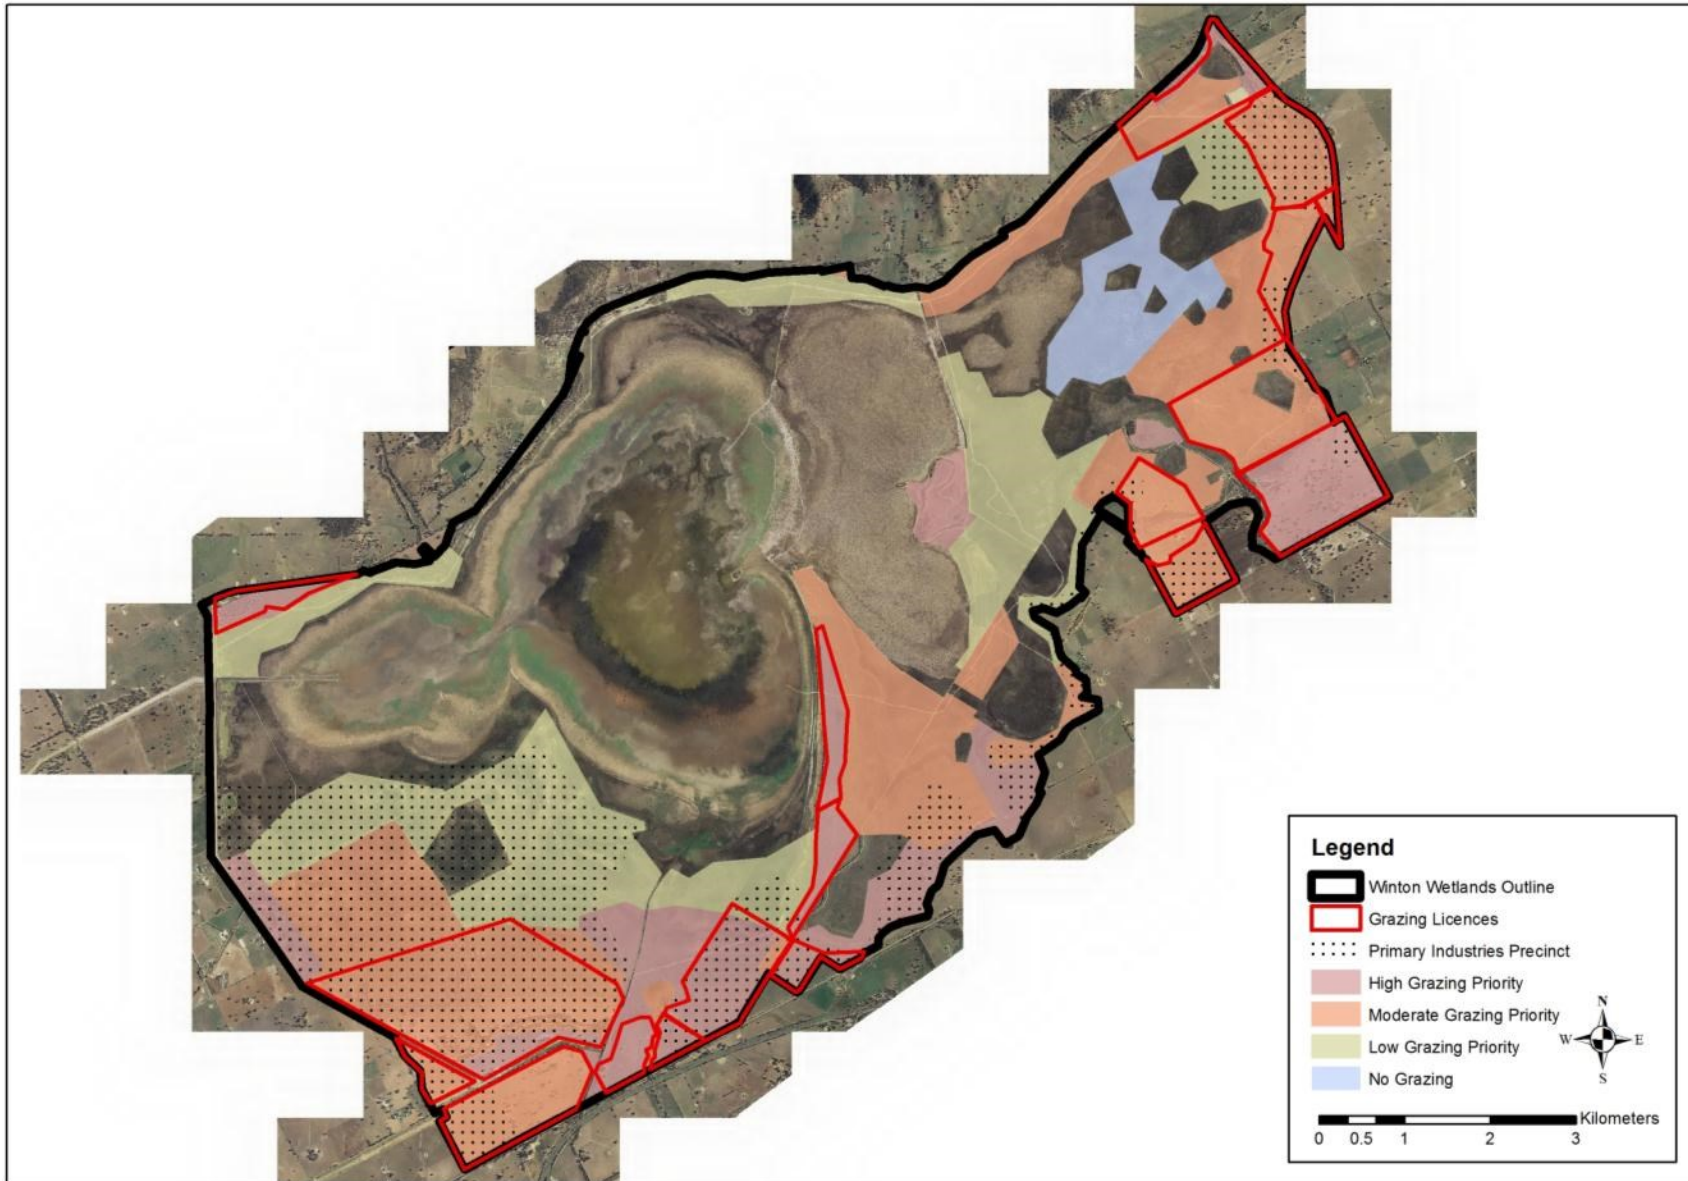 Legend
Winton Wetlands Outline
Grazing Licences
Primary Industries Precinct
High Grazing Priority
Moderate Grazing Priority
Low Grazing Priority
No Grazing
N
W E
S
Kilometers
0 0.5 1 2 3